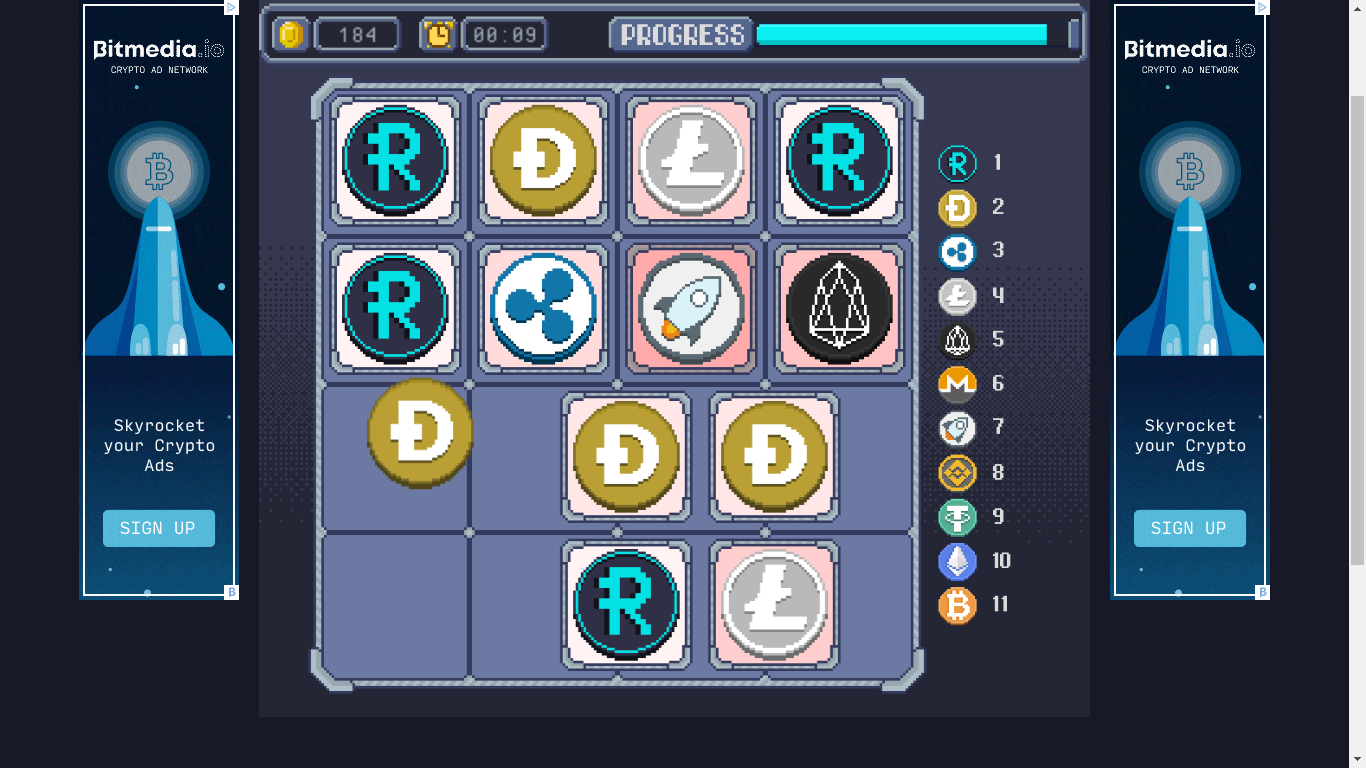 Bitmedia.io
CRYPTO AD NETWORK
Skyrocket
your Crypto
Ads
SIGN UP
184
00:09
PROGRESS
1
2
3
4
5
6
7
8
9
10
11
Bitmedia.io
CRYPTO AD NETWORK
Skyrocket
your Crypto
Ads
SIGN UP